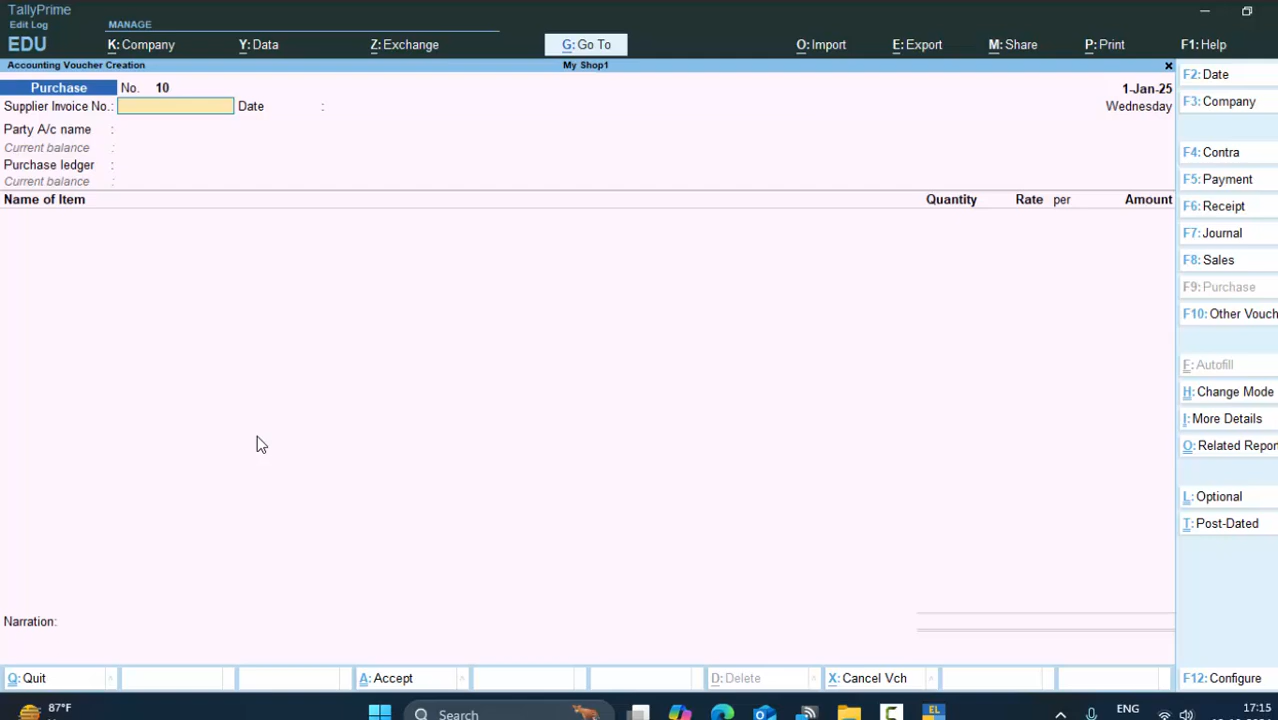 TallyPrime
Edit Log
MANAGE
EDU
K: Company
Y: Data
Z: Exchange
G: Go To
O: Import
E: Export
M: Share
P: Print
F1: Help
Accounting Voucher Creation
My Shop1
Purchase No. 10
1-Jan-25
Supplier Invoice No.: Date :
Wednesday
Party A/c name :
Current balance :
Purchase ledger :
Current balance :
Name of Item Quantity Rate per Amount
F2: Date
F3: Company
F4: Contra
F5: Payment
F6: Receipt
F7: Journal
F8: Sales
F9: Purchase
F10: Other Vouch
F: Autofill
H: Change Mode
I: More Details
O: Related Repor
L: Optional
T: Post-Dated
Narration:
Q: Quit
A: Accept
D: Delete
X: Cancel Vch
F12: Configure
87°F
Search
EL
ENG
17:15